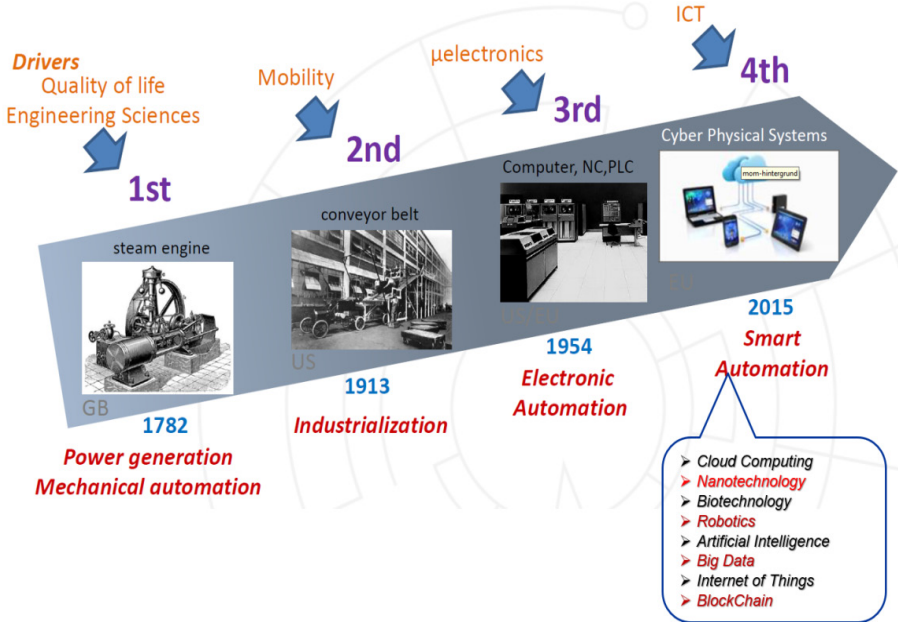 Drivers
Quality of life
Engineering Sciences
1st
steam engine
GB
1782
Power generation
Mechanical automation
Mobility
2nd
conveyor belt
US
1913
Industrialization
µelectronics
3rd
Computer, NC,PLC
1954
Electronic
Automation
ICT
4th
Cyber Physical Systems
mom-hintergrund
2015
Smart
Automation
➢ Cloud Computing
➢ Nanotechnology
➢ Biotechnology
➢ Robotics
➢ Artificial Intelligence
➢ Big Data
➢ Internet of Things
➢ BlockChain